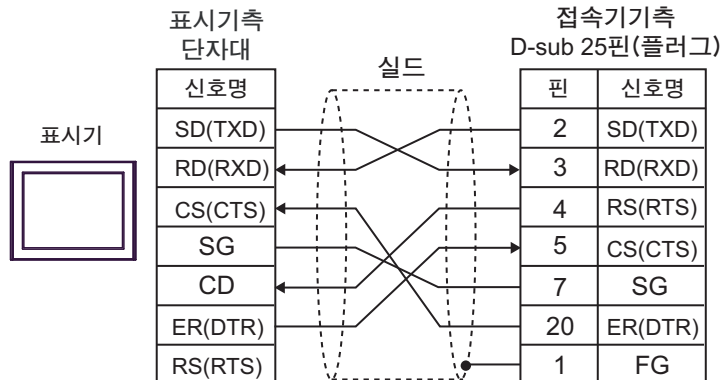 표시기측
단자대
접속기기측
D-sub 25핀(플러그)
실드
표시기
신호명 핀 신호명
SD(TXD) 2 SD(TXD)
RD(RXD) 3 RD(RXD)
CS(CTS) 4 RS(RTS)
SG 5 CS(CTS)
CD 7 SG
ER(DTR) 20 ER(DTR)
RS(RTS) 1 FG